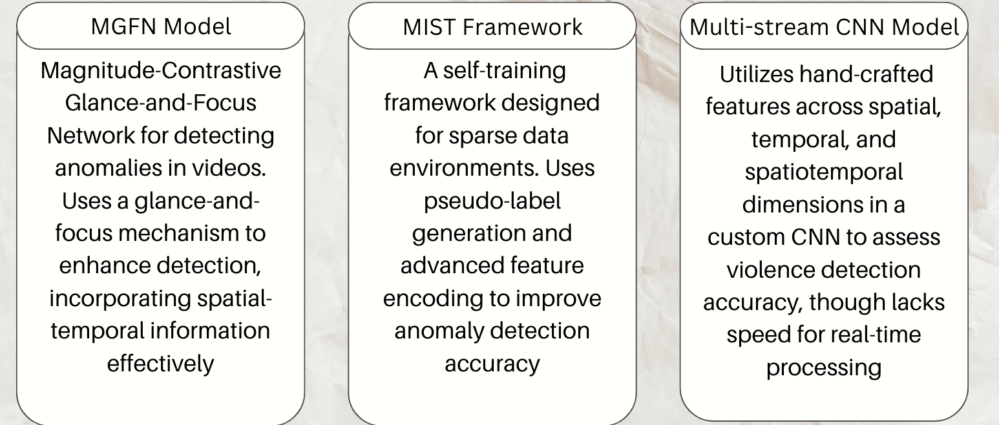 MGFN Model
Magnitude-Contrastive
Glance-and-Focus
Network for detecting
anomalies in videos.
Uses a glance-and-
focus mechanism to
enhance detection,
incorporating spatial-
temporal information
effectively
MIST Framework
A self-training
framework designed
for sparse data
environments. Uses
pseudo-label
generation and
advanced feature
encoding to improve
anomaly detection
accuracy
Multi-stream CNN Model
Utilizes hand-crafted
features across spatial,
temporal, and
spatiotemporal
dimensions in a
custom CNN to assess
violence detection
accuracy, though lacks
speed for real-time
processing